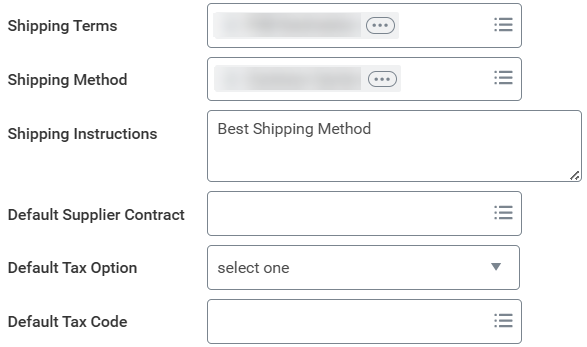 Shipping Terms
Shipping Method
Shipping Instructions
Best Shipping Method
Default Supplier Contract
Default Tax Option
select one
Default Tax Code